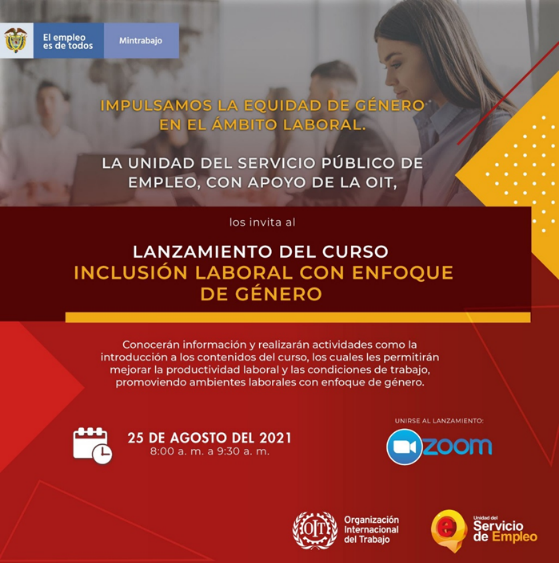 El empleo
es de todos
Mintrabajo
IMPULSAMOS LA EQUIDAD DE GÉNERO
EN EL ÁMBITO LABORAL.
LA UNIDAD DEL SERVICIO PÚBLICO DE
EMPLEO, CON APOYO DE LA OIT,
los invita al
LANZAMIENTO DEL CURSO
INCLUSIÓN LABORAL CON ENFOQUE
DE GÉNERO
Conocerán información y realizarán actividades como la
introducción a los contenidos del curso, los cuales les permitirán
mejorar la productividad laboral y las condiciones de trabajo,
promoviendo ambientes laborales con enfoque de género.
25 DE AGOSTO DEL 2021
8:00 a. m. a 9:30 a. m.
UNIRSE AL LANZAMIENTO:
zoom
OIT
Organización
Internacional
del Trabajo
Unidad del
Servicio
de Empleo